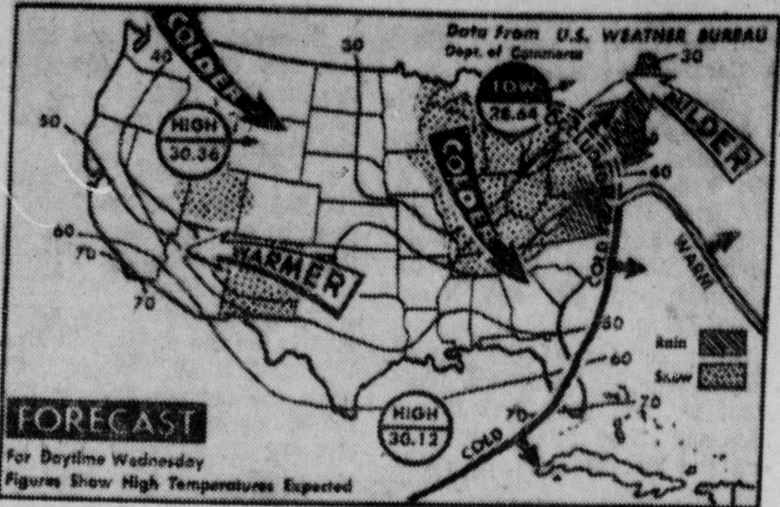 Data From U.S. WEATHER BUREAU
Dept. of Commerce
COLDER
40
30
30
LOW
28.64
MILDER
OCCLUDED
HIGH
30.36
50
COLDER
40
WARM
60
70
70
WARMER
COLD
50
60
70
70
Rain
Snow
HIGH
30.12
COLD
FORECAST
For Daytime Wednesday
Figures Show High Temperatures Expected